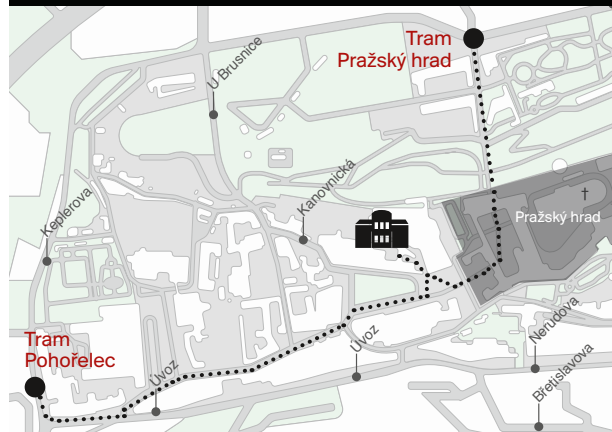 Tram
Pražský hrad
U Brusnice
Kanovnická
Keplerova
Pražský hrad
Tram
Pohořelec
Úvoz
Úvoz
Nerudova
Břetislavova